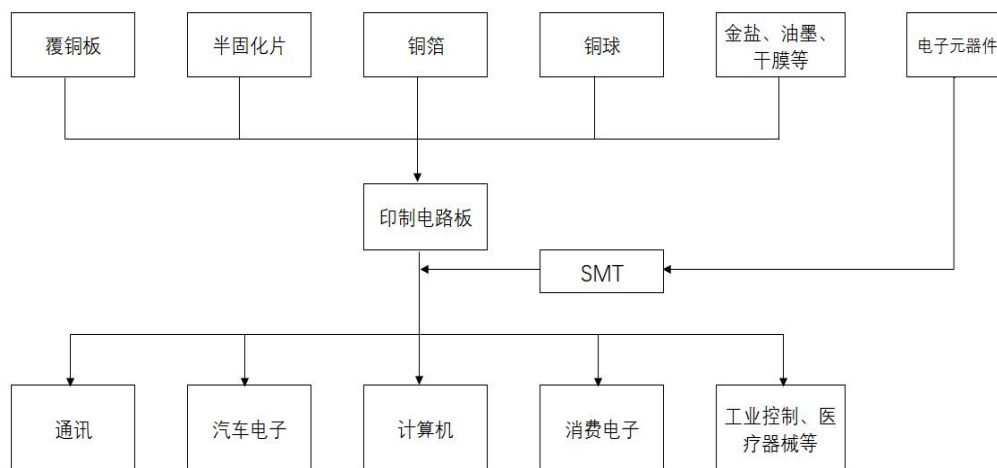 覆铜板
半固化片
铜箔
铜球
金盐、油墨、
干膜等
电子元器件
印制电路板
SMT
通讯
汽车电子
计算机
消费电子
工业控制、医
疗器械等